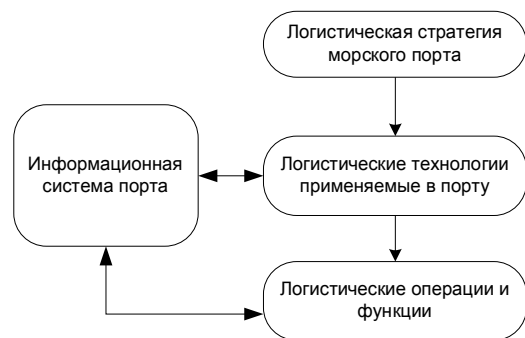 Логистическая стратегия
морского порта
Информационная
система порта
Логистические технологии
применяемые в порту
Логистические операции и
функции